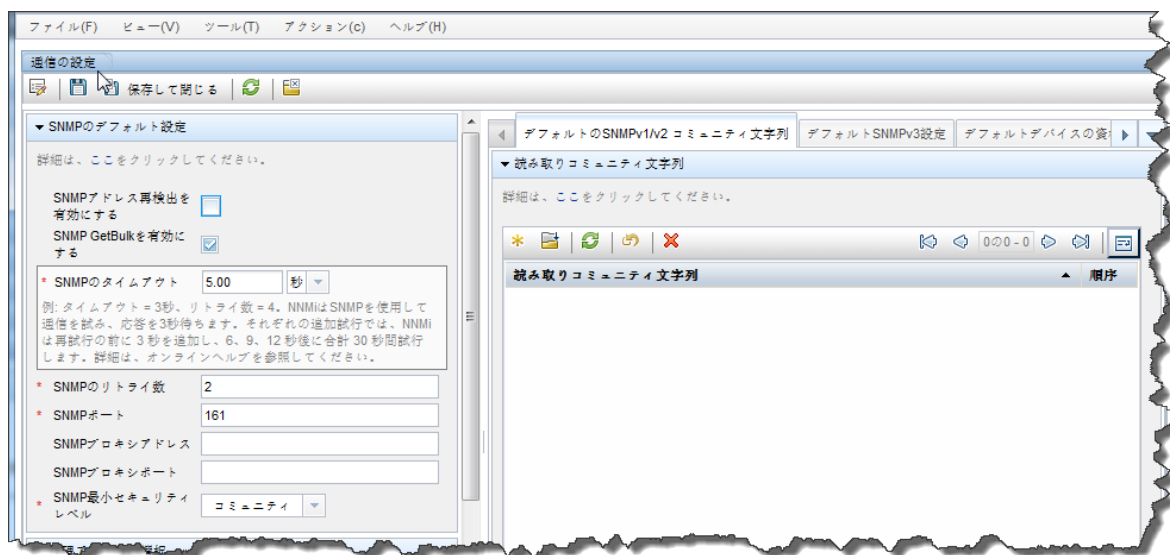 ファイル(F) ビュー(V) ツール(T) アクション(c) ヘルプ(H)
通信の設定
保存して閉じる
SNMPのデフォルト設定
詳細は、ここをクリックしてください。
SNMPアドレス再検出を
有効にする
SNMP GetBulkを有効に
する
* SNMPのタイムアウト 5.00 秒
例: タイムアウト = 3秒、リトライ数 = 4。NNMiはSNMPを使用して
通信を試み、応答を3秒待ちます。それぞれの追加試行では、NNMi
は再試行の前に 3 秒を追加し、6、9、12 秒後に合計 30 秒間試行
します。詳細は、オンラインヘルプを参照してください。
* SNMPのリトライ数 2
* SNMPポート 161
SNMPプロキシアドレス
SNMPプロキシポート
* SNMP最小セキュリティ
レベル コミュニティ
デフォルトのSNMPv1/v2 コミュニティ文字列 デフォルトSNMPv3設定 デフォルトデバイスの資
読み取りコミュニティ文字列
詳細は、ここをクリックしてください。
0の0 - 0
読み取りコミュニティ文字列 順序